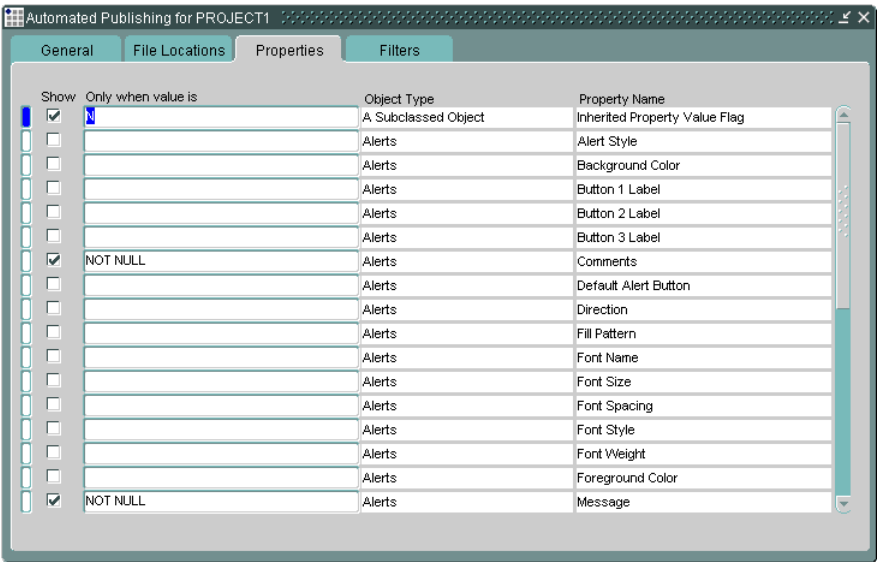 Automated Publishing for PROJECT1
General File Locations Properties Filters
Show Only when value is Object Type Property Name
N A Subclassed Object Inherited Property Value Flag
Alerts Alert Style
Alerts Background Color
Alerts Button 1 Label
Alerts Button 2 Label
Alerts Button 3 Label
NOT NULL Alerts Comments
Alerts Default Alert Button
Alerts Direction
Alerts Fill Pattern
Alerts Font Name
Alerts Font Size
Alerts Font Spacing
Alerts Font Style
Alerts Font Weight
Alerts Foreground Color
NOT NULL Alerts Message